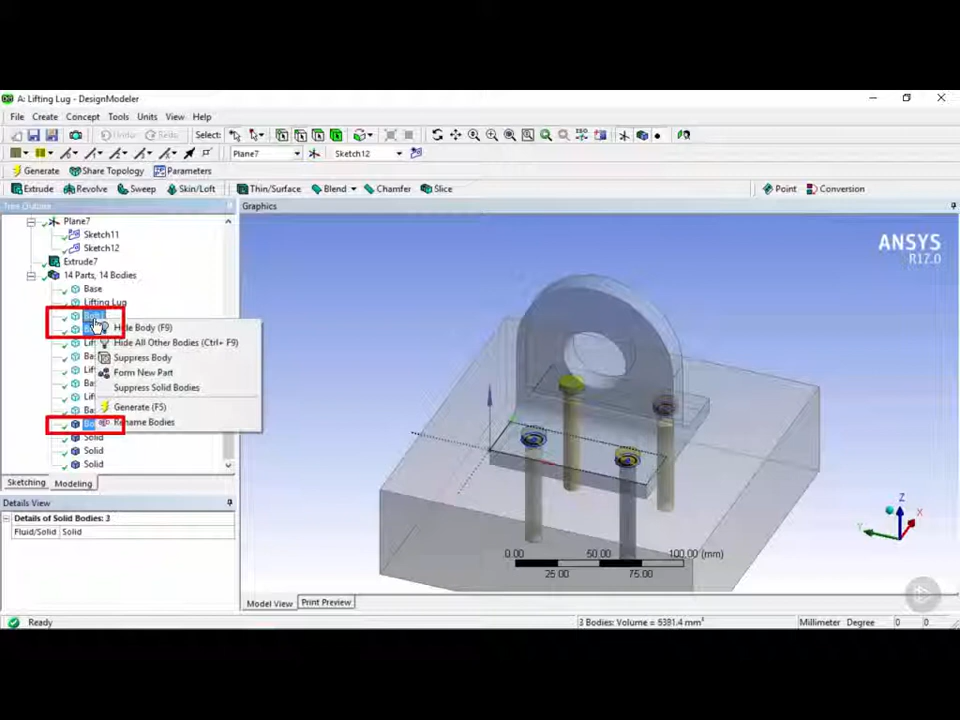 A: Lifting Lug - DesignModeler
File Create Concept Tools Units View Help
Undo Redo Select:
Plane7 Sketch12
Generate Share Topology Parameters
Extrude Revolve Sweep Skin/Loft Thin/Surface Blend Chamfer Slice Point Conversion
Tree Outline Graphics
Plane7
Sketch11
Sketch12
Extrude7
14 Parts, 14 Bodies
Base
Lifting Lug
Hide Body (F9)
Hide All Other Bodies (Ctrl+ F9)
Suppress Body
Form New Part
Suppress Solid Bodies
Generate (F5)
Rename Bodies
Solid
Solid
Solid
Sketching Modeling
Details View
Details of Solid Bodies: 3
Fluid/Solid Solid
ANSYS
R17.0
Z
X
Y
0.00 50.00 100.00 (mm)
25.00 75.00
Model View Print Preview
Ready 3 Bodies: Volume = 5381.4 mm³ Millimeter Degree 0 0